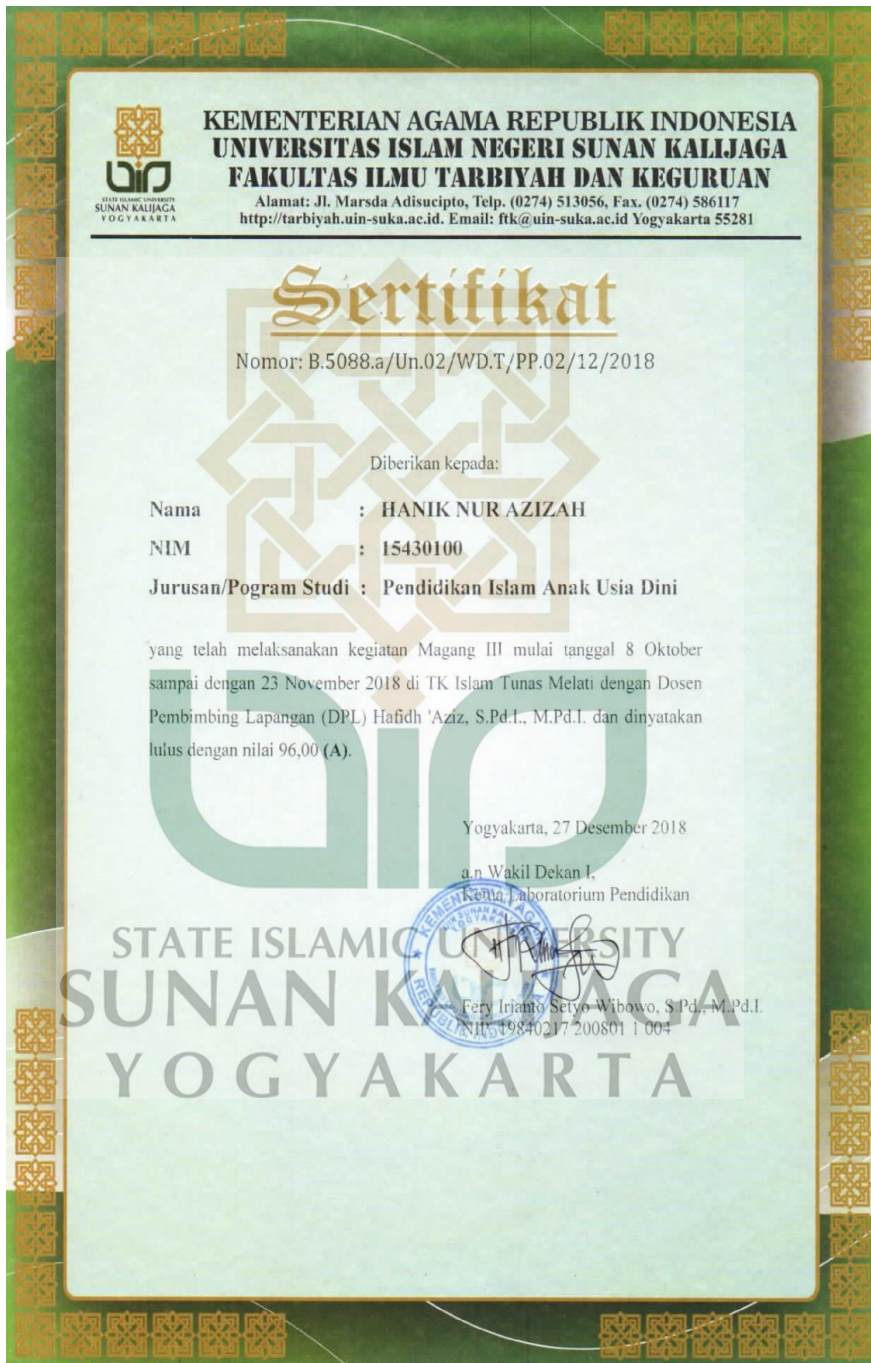 KEMENTERIAN AGAMA REPUBLIK INDONESIA
UNIVERSITAS ISLAM NEGERI SUNAN KALIJAGA
FAKULTAS ILMU TARBIYAH DAN KEGURUAN
Alamat: Jl. Marsda Adisucipto, Telp. (0274) 513056, Fax. (0274) 586117
http://tarbiyah.uin-suka.ac.id. Email: ftk@uin-suka.ac.id Yogyakarta 55281
STATE ISLAMIC UNIVERSITY
SUNAN KALIJAGA
YOGYAKARTA
Sertifikat
Nomor: B.5088.a/Un.02/WD.T/PP.02/12/2018
Diberikan kepada:
Nama : HANIK NUR AZIZAH
NIM : 15430100
Jurusan/Pogram Studi : Pendidikan Islam Anak Usia Dini
yang telah melaksanakan kegiatan Magang III mulai tanggal 8 Oktober
sampai dengan 23 November 2018 di TK Islam Tunas Melati dengan Dosen
Pembimbing Lapangan (DPL) Hafidh 'Aziz, S.Pd.I., M.Pd.I. dan dinyatakan
lulus dengan nilai 96,00 (A).
Yogyakarta, 27 Desember 2018
a.n Wakil Dekan I,
Ketua Laboratorium Pendidikan
KEMENTERIAN AGAMA
REPUBLIK INDONESIA
Fery Irianto Setyo Wibowo, S.Pd., M.Pd.I.
NIP. 19840217 200801 1 004
STATE ISLAMIC UNIVERSITY
SUNAN KALIJAGA
YOGYAKARTA